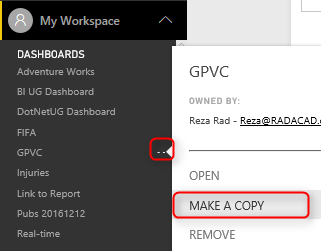 My Workspace
DASHBOARDS
Adventure Works
BI UG Dashboard
DotNetUG Dashboard
FIFA
GPVC
Injuries
Link to Report
Pubs 20161212
Real-time
GPVC
OWNED BY:
Reza Rad - Reza@RADACAD.
OPEN
MAKE A COPY
REMOVE